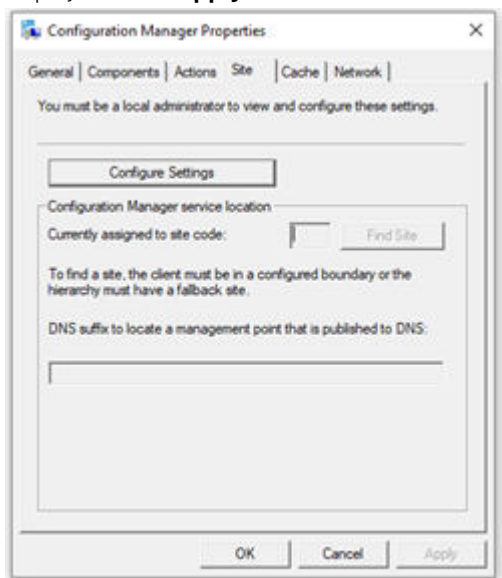 Configuration Manager Properties
General Components Actions Site Cache Network
You must be a local administrator to view and configure these settings.
Configure Settings
Configuration Manager service location
Currently assigned to site code:
Find Site
To find a site, the client must be in a configured boundary or the
hierarchy must have a fallback site.
DNS suffix to locate a management point that is published to DNS:
OK Cancel Apply